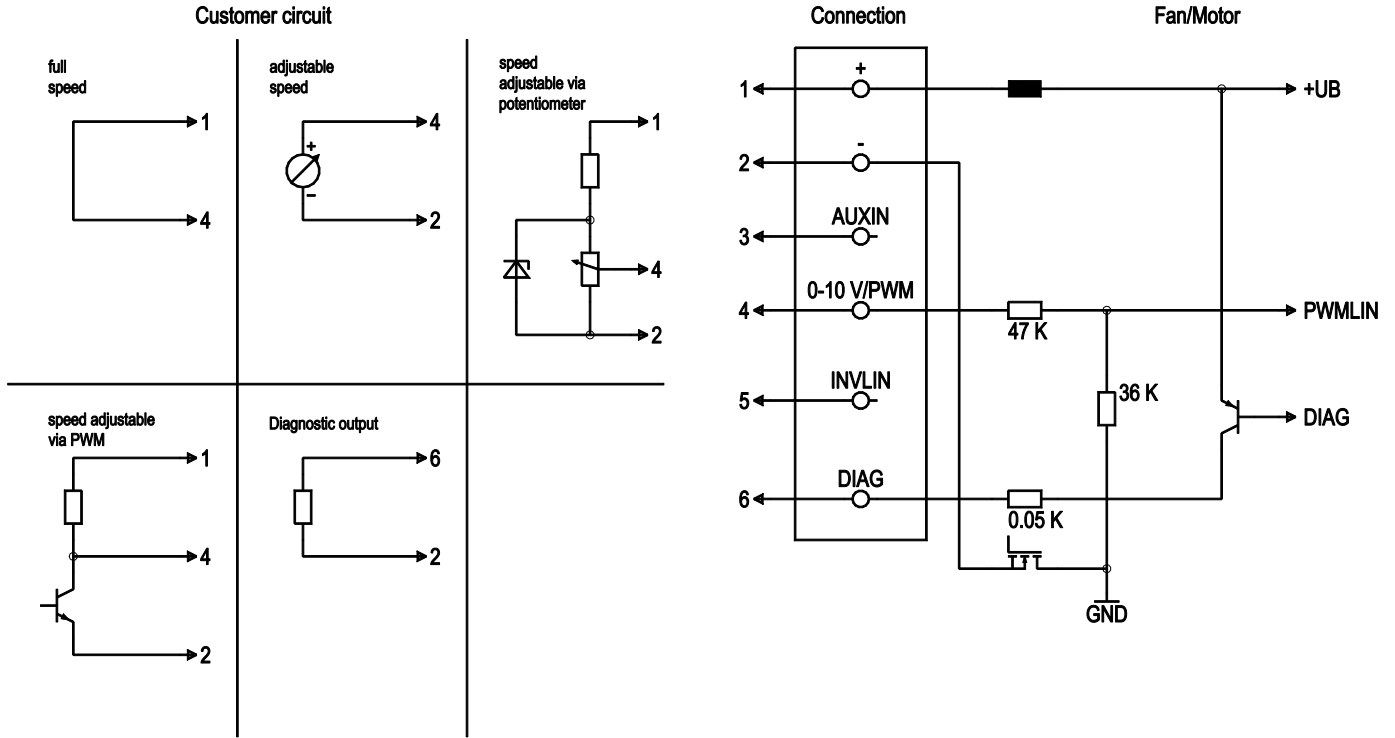 Customer circuit
full
speed
1
4
adjustable
speed
+
–
4
2
speed
adjustable via
potentiometer
1
4
2
speed adjustable
via PWM
1
4
2
Diagnostic output
6
2
Connection
Fan/Motor
1
+
+UB
2
-
3
AUXIN
4
0-10 V/PWM
47 K
PWMLIN
36 K
5
INVLIN
DIAG
6
DIAG
0.05 K
GND